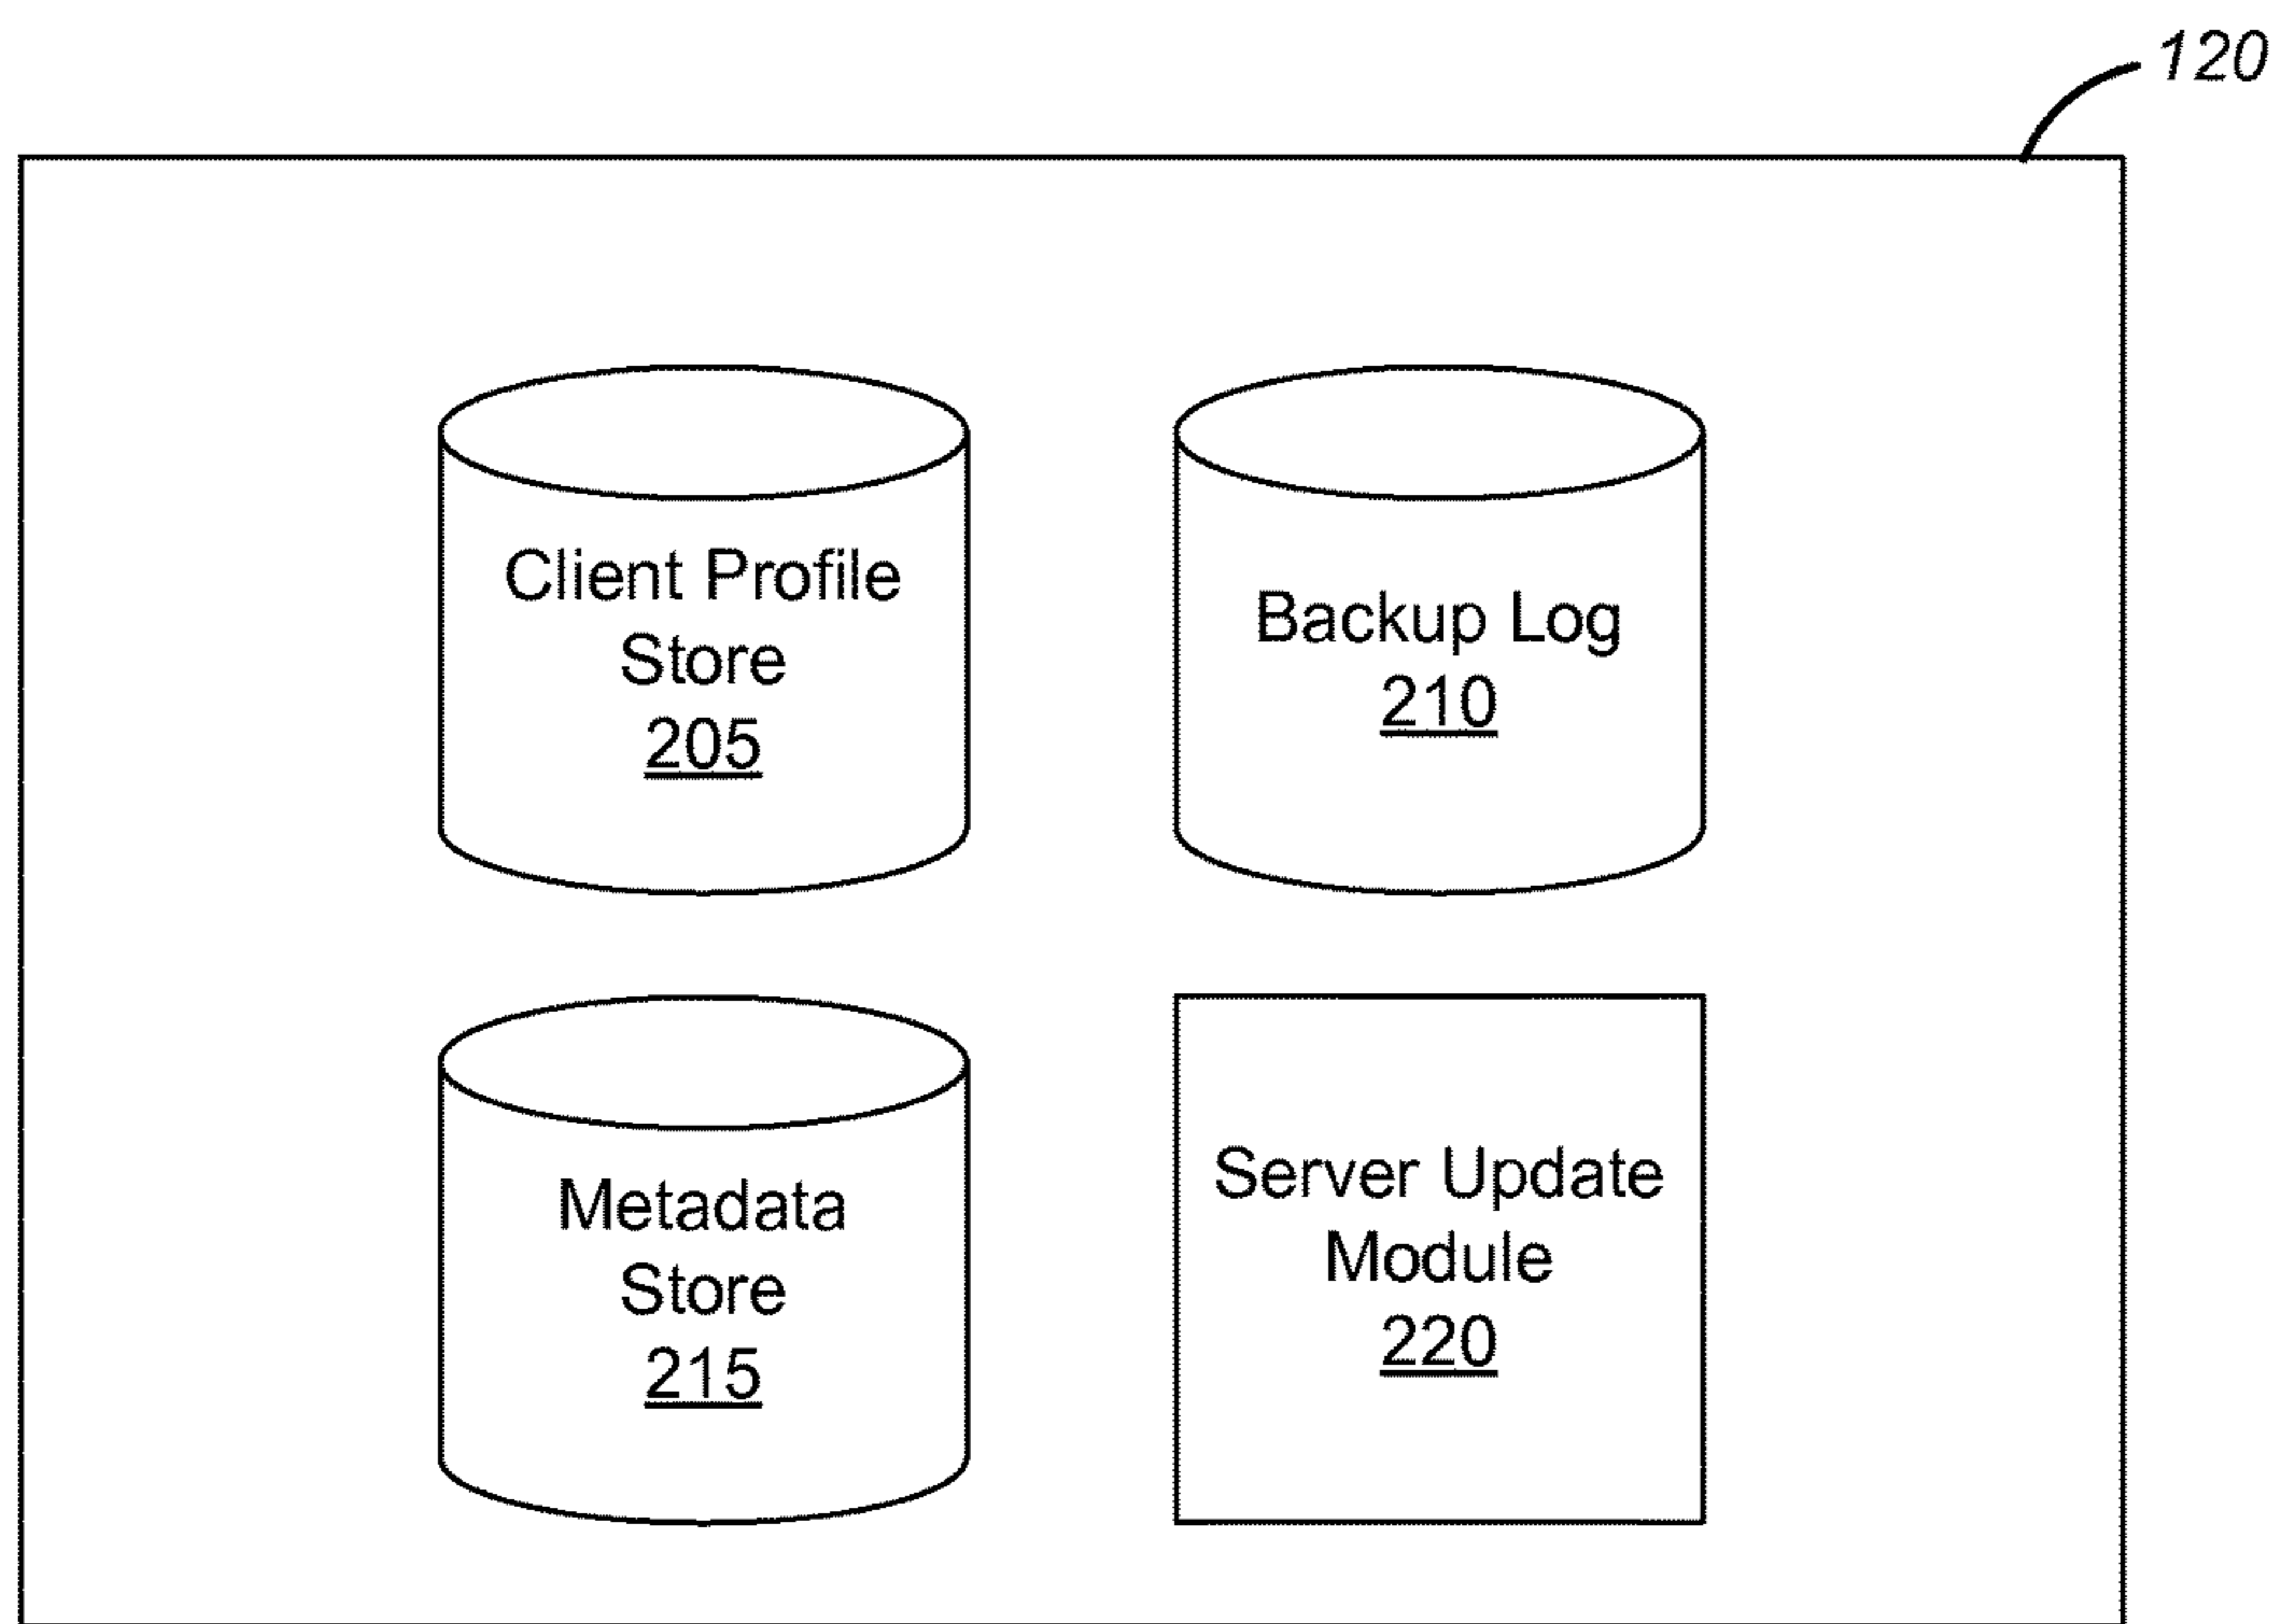 120
Client Profile
Store
205
Backup Log
210
Metadata
Store
215
Server Update
Module
220